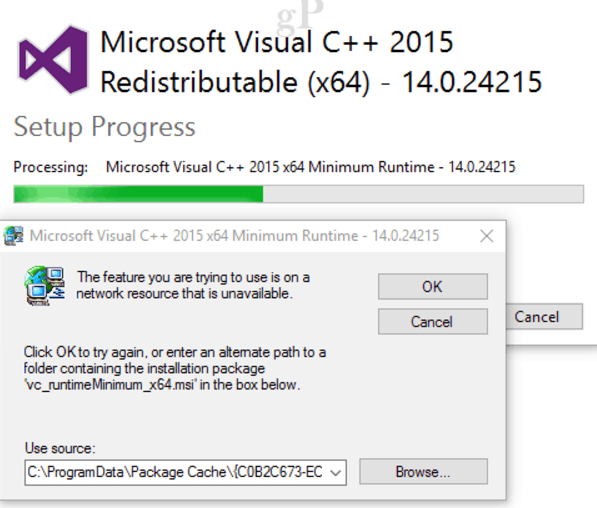 gP
Microsoft Visual C++ 2015
Redistributable (x64) - 14.0.24215
Setup Progress
Processing: Microsoft Visual C++ 2015 x64 Minimum Runtime - 14.0.24215
Microsoft Visual C++ 2015 x64 Minimum Runtime - 14.0.24215
The feature you are trying to use is on a
network resource that is unavailable.
OK
Cancel
Cancel
Click OK to try again, or enter an alternate path to a
folder containing the installation package
'vc_runtimeMinimum_x64.msi' in the box below.
Use source:
C:\ProgramData\Package Cache\{C0B2C673-EC
Browse...